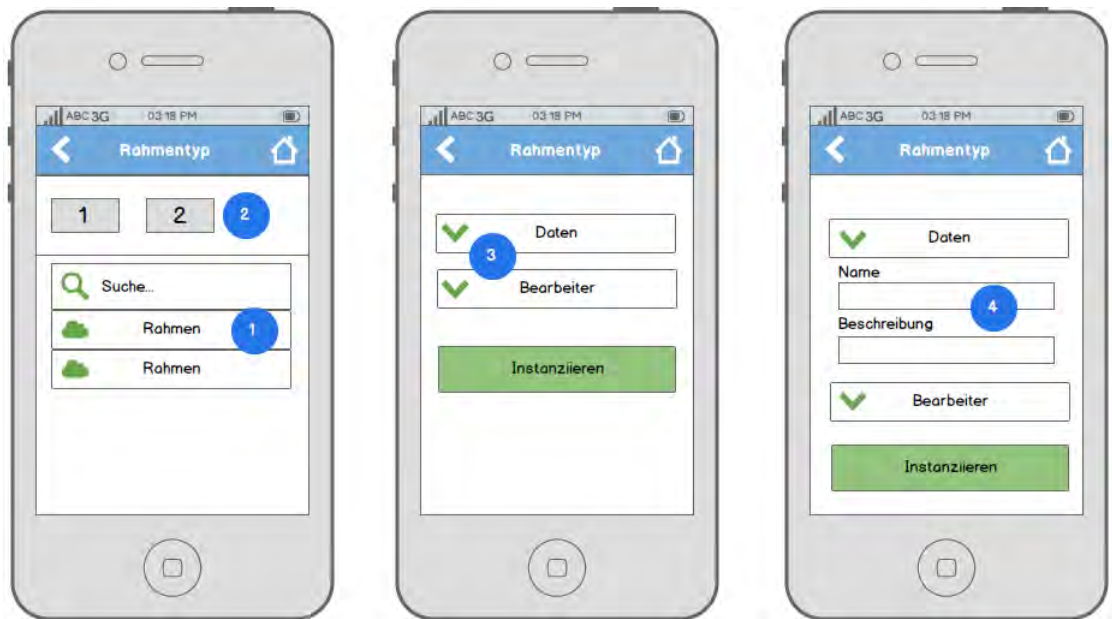 ABC 3G 03:18 PM
Rahmentyp
1 2 2
Suche...
Rahmen 1
Rahmen
ABC 3G 03:18 PM
Rahmentyp
Daten
3
Bearbeiter
Instanziieren
ABC 3G 03:18 PM
Rahmentyp
Daten
Name
4
Beschreibung
Bearbeiter
Instanziieren